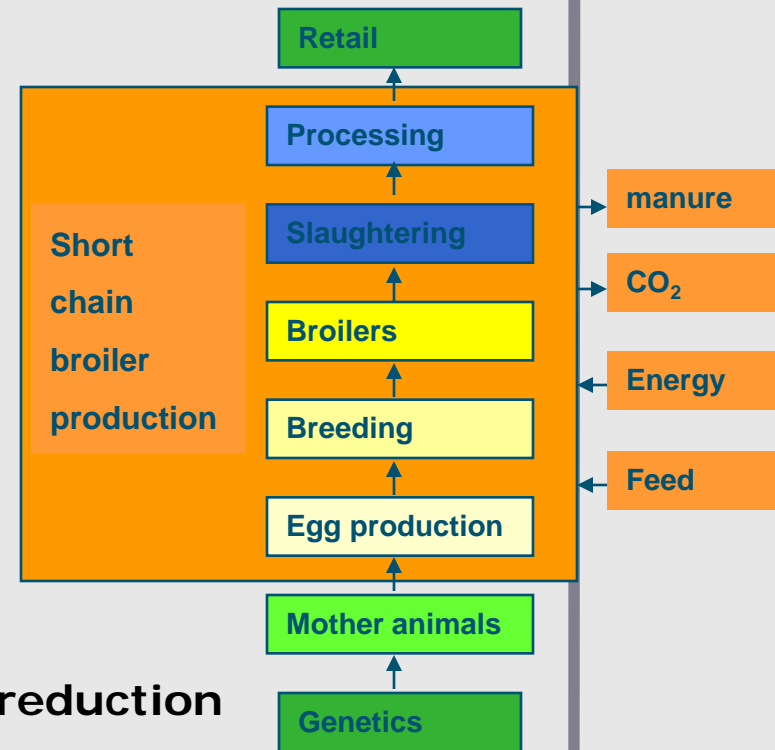 Retail
Processing
Slaughtering
Broilers
Breeding
Egg production
Mother animals
Genetics
Short
chain
broiler
production
manure
CO₂
Energy
Feed
reduction